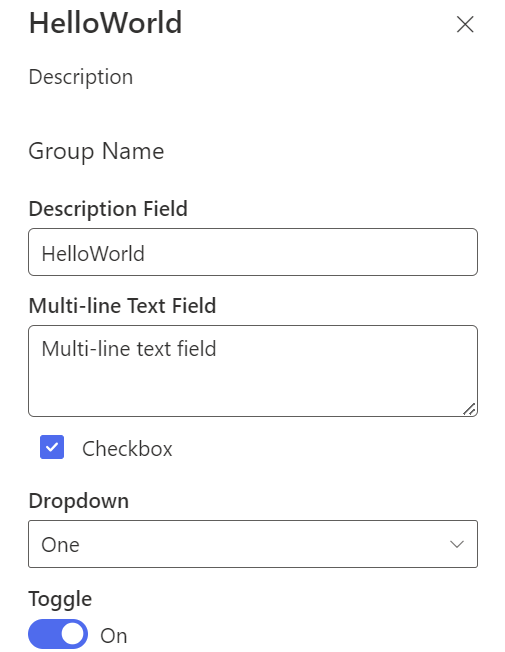 HelloWorld
Description
Group Name
Description Field
HelloWorld
Multi-line Text Field
Multi-line text field
Checkbox
Dropdown
One
Toggle
On